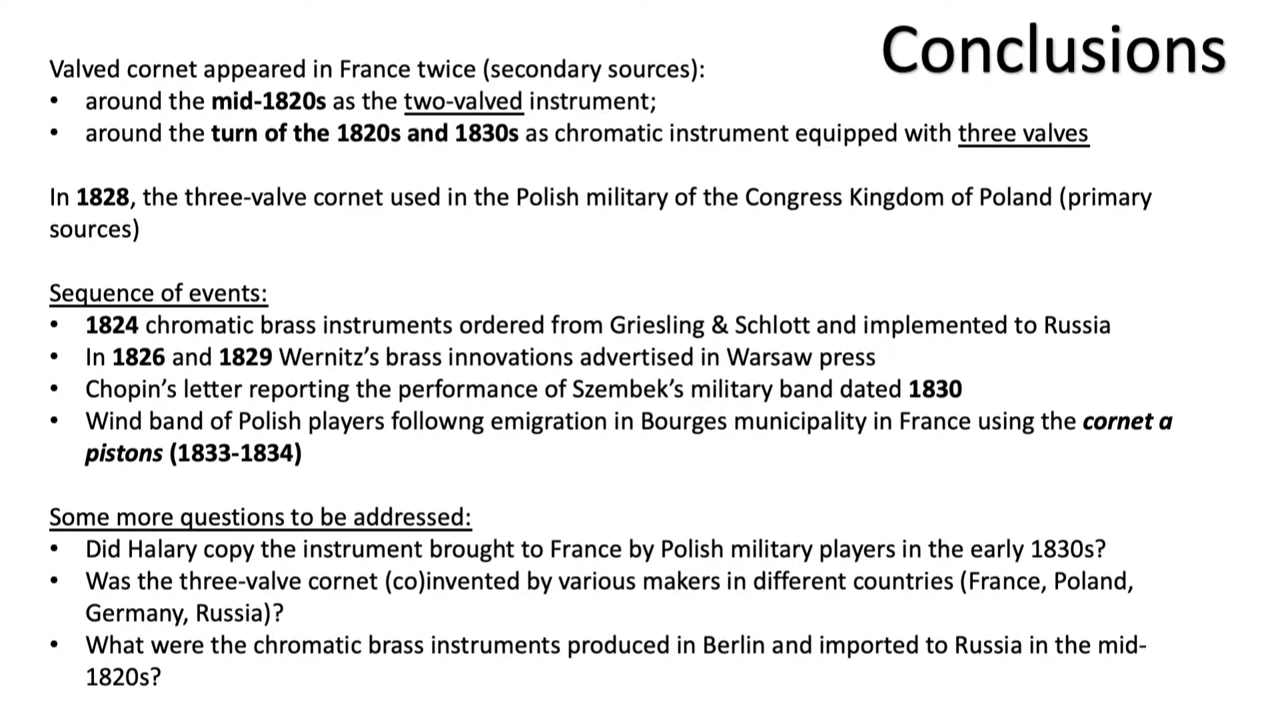 Conclusions
Valved cornet appeared in France twice (secondary sources):
• around the mid-1820s as the two-valved instrument;
• around the turn of the 1820s and 1830s as chromatic instrument equipped with three valves
In 1828, the three-valve cornet used in the Polish military of the Congress Kingdom of Poland (primary
sources)
Sequence of events:
• 1824 chromatic brass instruments ordered from Griesling & Schlott and implemented to Russia
• In 1826 and 1829 Wernitz’s brass innovations advertised in Warsaw press
• Chopin’s letter reporting the performance of Szembek’s military band dated 1830
• Wind band of Polish players followng emigration in Bourges municipality in France using the cornet a
pistons (1833-1834)
Some more questions to be addressed:
• Did Halary copy the instrument brought to France by Polish military players in the early 1830s?
• Was the three-valve cornet (co)invented by various makers in different countries (France, Poland,
Germany, Russia)?
• What were the chromatic brass instruments produced in Berlin and imported to Russia in the mid-
1820s?